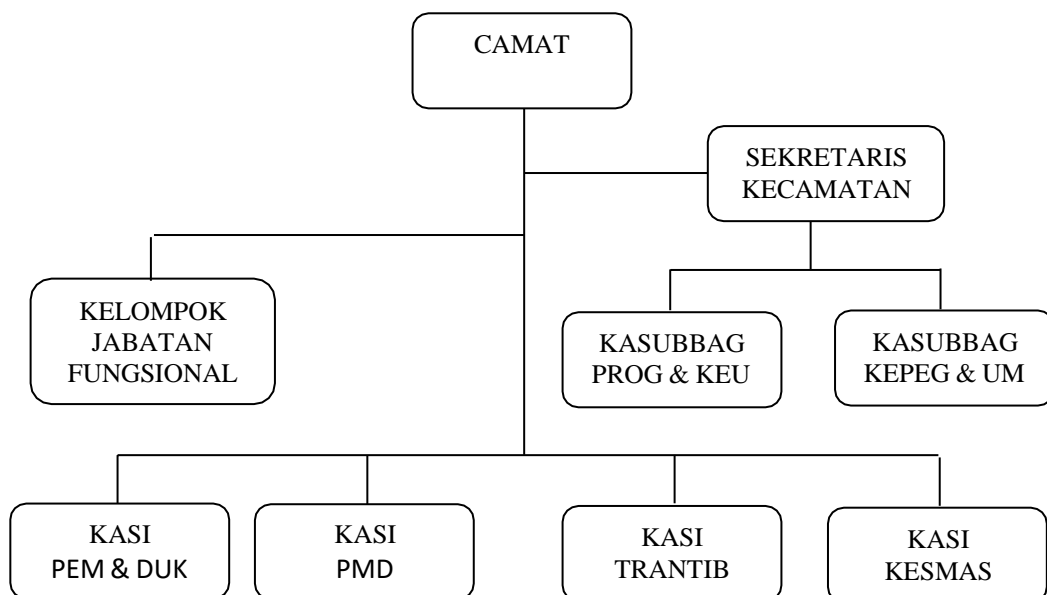 CAMAT
SEKRETARIS
KECAMATAN
KELOMPOK
JABATAN
FUNGSIONAL
KASUBBAG
PROG & KEU
KASUBBAG
KEPEG & UM
KASI
PEM & DUK
KASI
PMD
KASI
TRANTIB
KASI
KESMAS